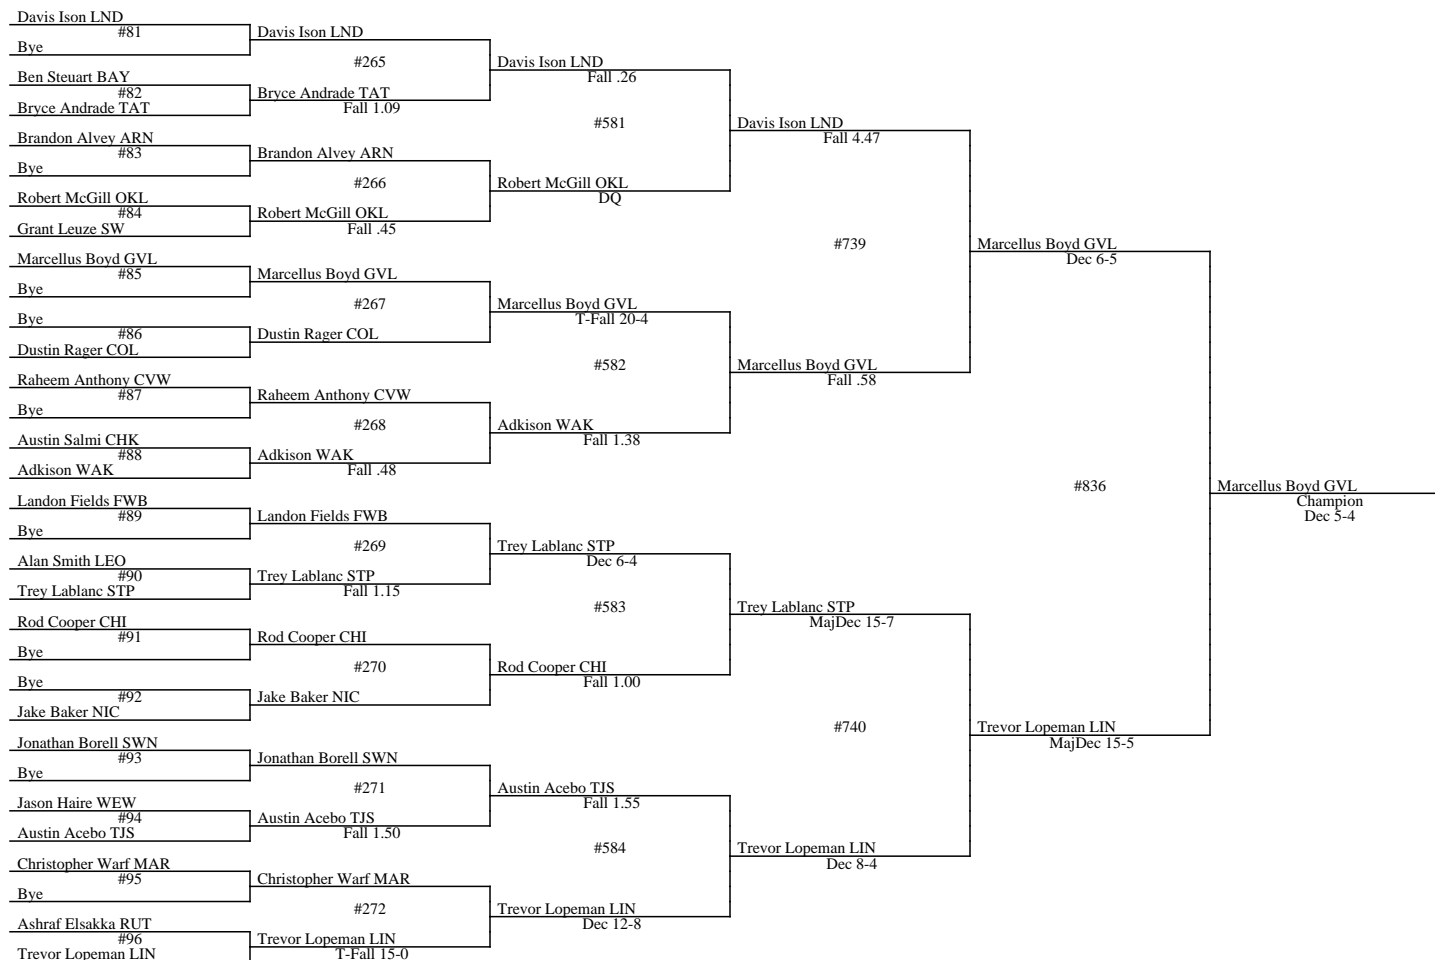 Davis Ison LND
#81
Bye
Davis Ison LND
#265
Ben Steuart BAY
#82
Bryce Andrade TAT
Bryce Andrade TAT
Fall 1.09
Davis Ison LND
Fall .26
#581
Brandon Alvey ARN
#83
Bye
Brandon Alvey ARN
#266
Robert McGill OKL
#84
Grant Leuze SW
Robert McGill OKL
Fall .45
Robert McGill OKL
DQ
Davis Ison LND
Fall 4.47
#739
Marcellus Boyd GVL
#85
Bye
Marcellus Boyd GVL
#267
Bye
#86
Dustin Rager COL
Dustin Rager COL
Marcellus Boyd GVL
T-Fall 20-4
#582
Raheem Anthony CVW
#87
Bye
Raheem Anthony CVW
#268
Austin Salmi CHK
#88
Adkison WAK
Adkison WAK
Fall .48
Adkison WAK
Fall 1.38
Marcellus Boyd GVL
Fall .58
Marcellus Boyd GVL
Dec 6-5
#836
Landon Fields FWB
#89
Bye
Landon Fields FWB
#269
Alan Smith LEO
#90
Trey Lablanc STP
Trey Lablanc STP
Fall 1.15
Trey Lablanc STP
Dec 6-4
#583
Rod Cooper CHI
#91
Bye
Rod Cooper CHI
#270
Bye
#92
Jake Baker NIC
Jake Baker NIC
Rod Cooper CHI
Fall 1.00
Trey Lablanc STP
MajDec 15-7
#740
Jonathan Borell SWN
#93
Bye
Jonathan Borell SWN
#271
Jason Haire WEW
#94
Austin Acebo TJS
Austin Acebo TJS
Fall 1.50
Austin Acebo TJS
Fall 1.55
#584
Christopher Warf MAR
#95
Bye
Christopher Warf MAR
#272
Ashraf Elsakka RUT
#96
Trevor Lopeman LIN
Trevor Lopeman LIN
T-Fall 15-0
Trevor Lopeman LIN
Dec 12-8
Trevor Lopeman LIN
Dec 8-4
Trevor Lopeman LIN
MajDec 15-5
Marcellus Boyd GVL
Champion
Dec 5-4